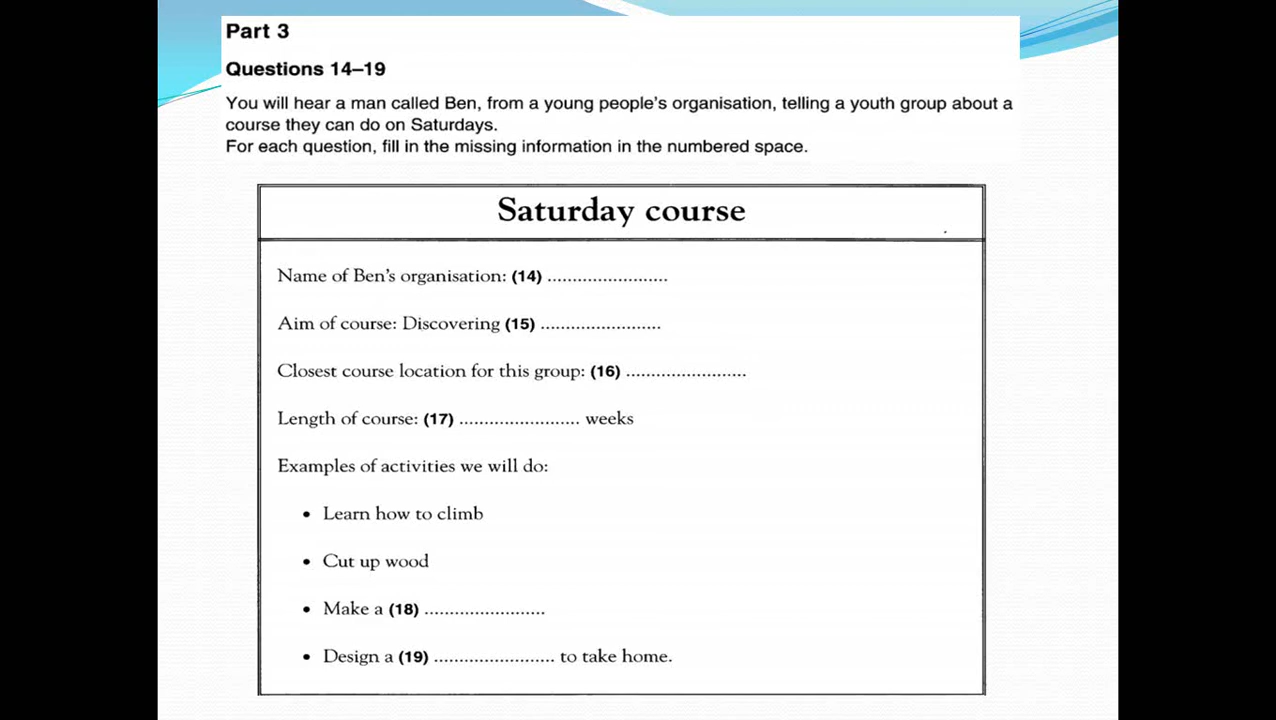 Part 3
Questions 14–19
You will hear a man called Ben, from a young people's organisation, telling a youth group about a
course they can do on Saturdays.
For each question, fill in the missing information in the numbered space.
Saturday course
Name of Ben's organisation: (14) ........................
Aim of course: Discovering (15) ........................
Closest course location for this group: (16) ........................
Length of course: (17) ........................ weeks
Examples of activities we will do:
• Learn how to climb
• Cut up wood
• Make a (18) ........................
• Design a (19) ........................ to take home.